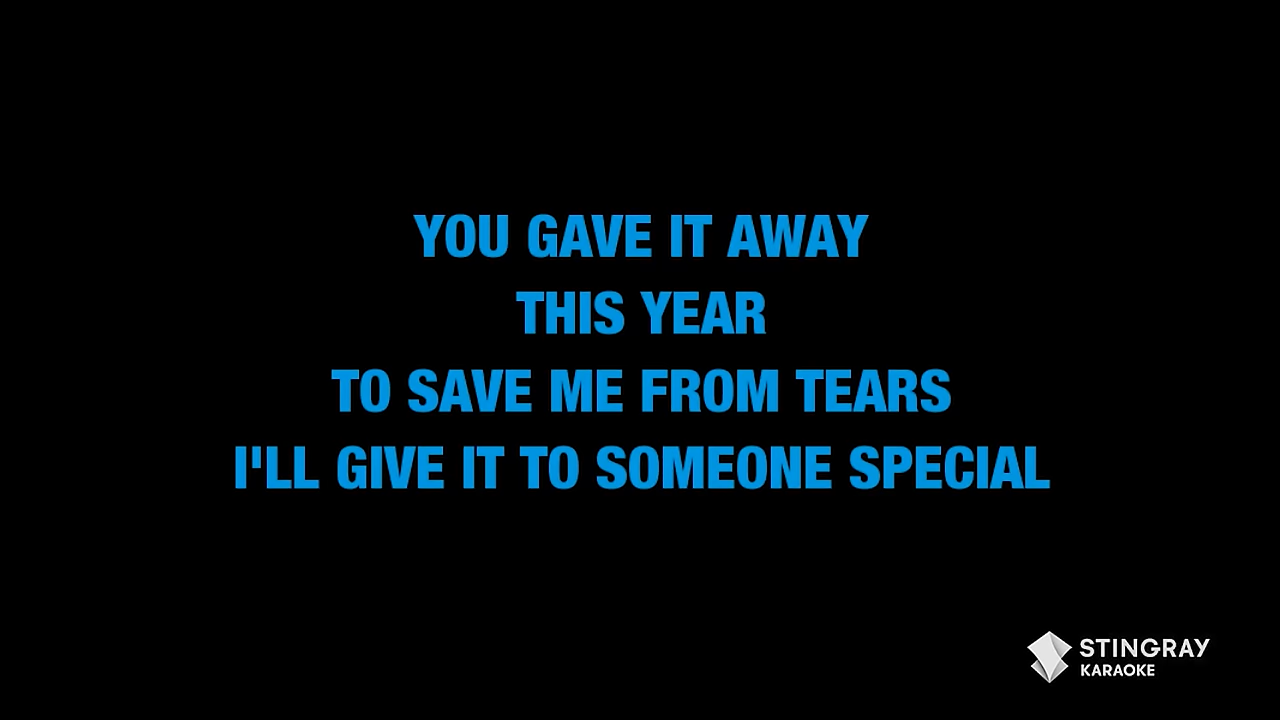 YOU GAVE IT AWAY
THIS YEAR
TO SAVE ME FROM TEARS
I'LL GIVE IT TO SOMEONE SPECIAL
STINGRAY
KARAOKE